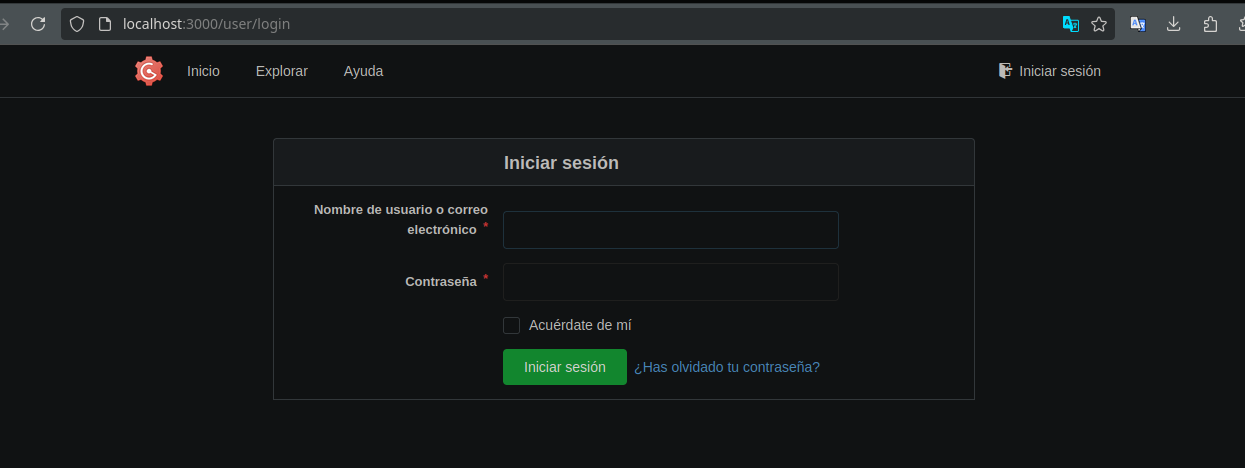 localhost:3000/user/login
Inicio
Explorar
Ayuda
Iniciar sesión
Iniciar sesión
Nombre de usuario o correo
electrónico *
Contraseña *
Acuérdate de mí
Iniciar sesión
¿Has olvidado tu contraseña?